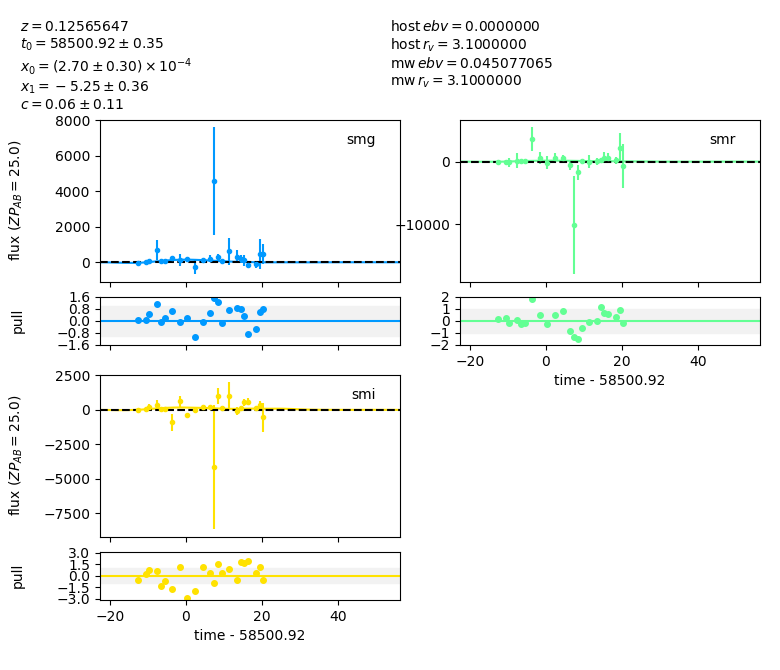 z = 0.12565647
t₀ = 58500.92 ± 0.35
x₀ = (2.70 ± 0.30) × 10⁻⁴
x₁ = −5.25 ± 0.36
c = 0.06 ± 0.11
host ebv = 0.0000000
host r_v = 3.1000000
mw ebv = 0.045077065
mw r_v = 3.1000000
flux (ZP_AB = 25.0)
8000
6000
4000
2000
0
smg
0
−10000
smr
pull
1.6
0.8
0.0
−0.8
−1.6
2
1
0
−1
−2
−20
0
20
40
time - 58500.92
flux (ZP_AB = 25.0)
2500
0
−2500
−5000
−7500
smi
pull
3.0
1.5
0.0
−1.5
−3.0
−20
0
20
40
time - 58500.92